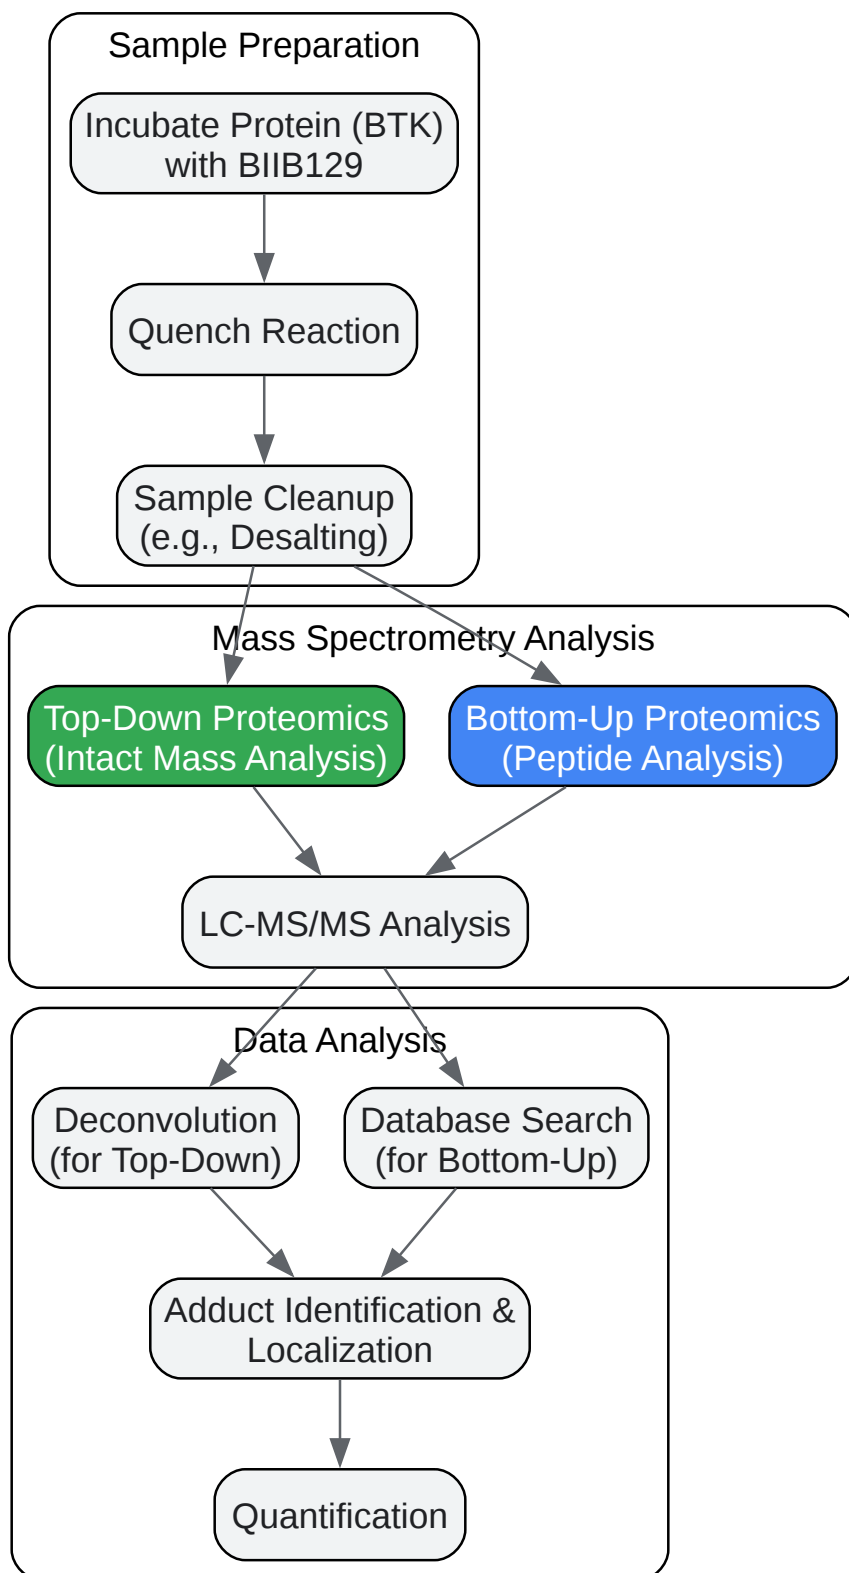 Sample Preparation
Incubate Protein (BTK)
with BIIB129
Quench Reaction
Sample Cleanup
(e.g., Desalting)
Mass Spectrometry Analysis
Top-Down Proteomics
(Intact Mass Analysis)
Bottom-Up Proteomics
(Peptide Analysis)
LC-MS/MS Analysis
Data Analysis
Deconvolution
(for Top-Down)
Database Search
(for Bottom-Up)
Adduct Identification &
Localization
Quantification